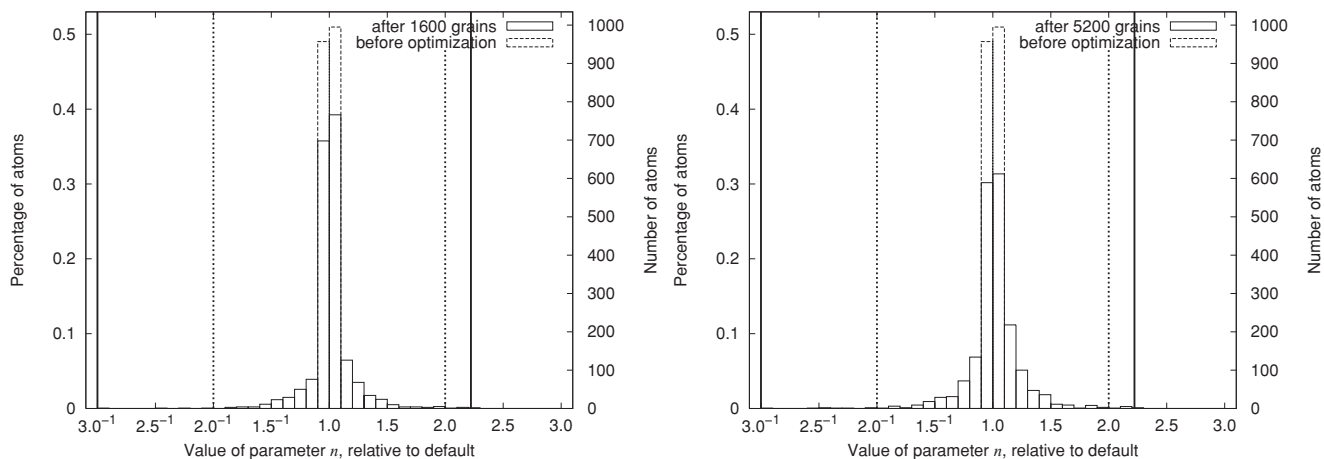 after 1600 grains
before optimization
Percentage of atoms
0.5
0.4
0.3
0.2
0.1
0
1000
900
800
700
600
500
400
300
200
100
0
Number of atoms
3.0⁻¹ 2.5⁻¹ 2.0⁻¹ 1.5⁻¹ 1.0 1.5 2.0 2.5 3.0
Value of parameter n, relative to default
after 5200 grains
before optimization
Percentage of atoms
0.5
0.4
0.3
0.2
0.1
0
1000
900
800
700
600
500
400
300
200
100
0
Number of atoms
3.0⁻¹ 2.5⁻¹ 2.0⁻¹ 1.5⁻¹ 1.0 1.5 2.0 2.5 3.0
Value of parameter n, relative to default